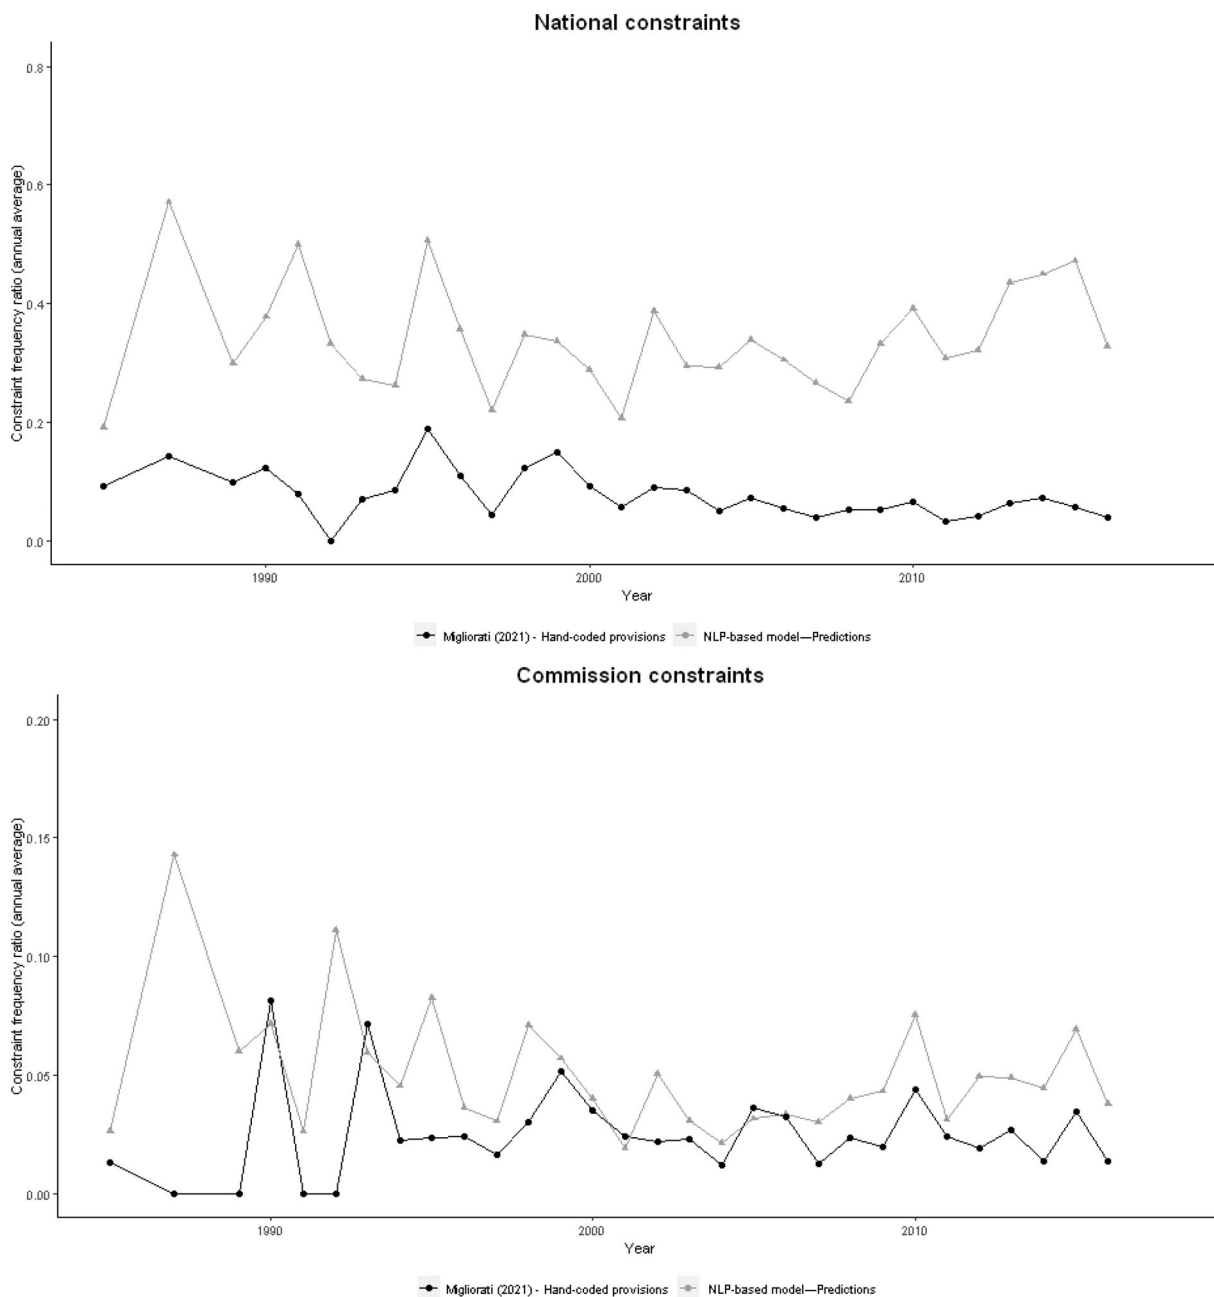 National constraints
Constraint frequency ratio (annual average)
0.8
0.6
0.4
0.2
0.0
1990 2000 2010
Year
Migliorati (2021) - Hand-coded provisions NLP-based model—Predictions
Commission constraints
Constraint frequency ratio (annual average)
0.20
0.15
0.10
0.05
0.00
1990 2000 2010
Year
Migliorati (2021) - Hand-coded provisions NLP-based model—Predictions